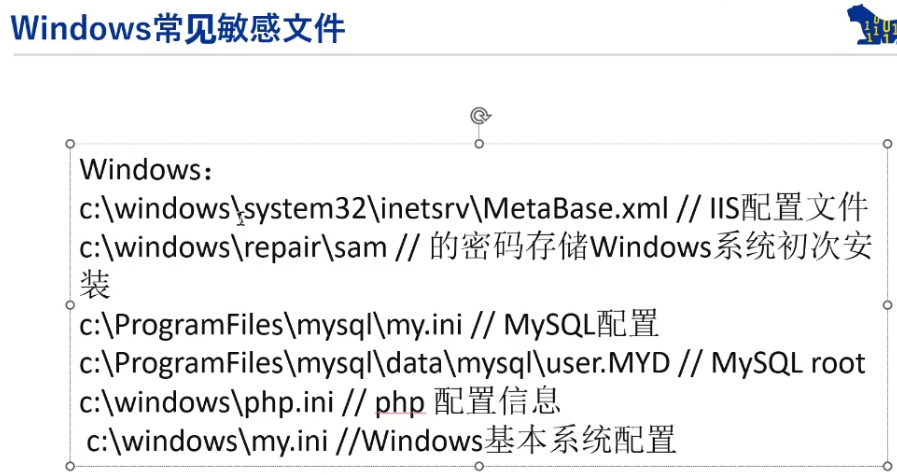 Windows常见敏感文件
Windows：
c:\windows\system32\inetsrv\MetaBase.xml // IIS配置文件
c:\windows\repair\sam // 的密码存储Windows系统初次安
装
c:\ProgramFiles\mysql\my.ini // MySQL配置
c:\ProgramFiles\mysql\data\mysql\user.MYD // MySQL root
c:\windows\php.ini // php 配置信息
c:\windows\my.ini //Windows基本系统配置